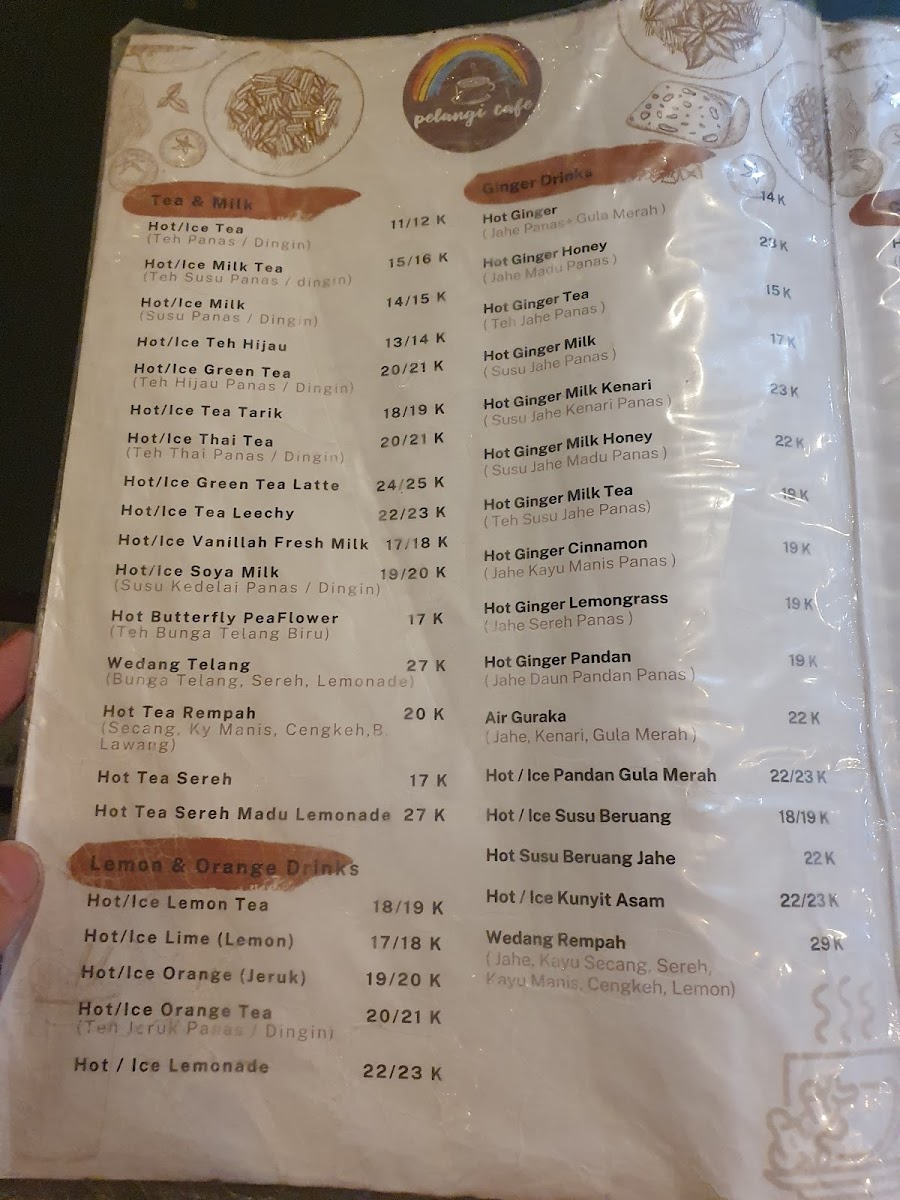 pelangi cafe
Tea & Milk
Hot/Ice Tea 11/12 K
(Teh Panas / Dingin)
Hot/Ice Milk Tea 15/16 K
(Teh Susu Panas / dingin)
Hot/Ice Milk 14/15 K
(Susu Panas / Dingin)
Hot/Ice Teh Hijau 13/14 K
Hot/Ice Green Tea 20/21 K
(Teh Hijau Panas / Dingin)
Hot/Ice Tea Tarik 18/19 K
Hot/Ice Thai Tea 20/21 K
(Teh Thai Panas / Dingin)
Hot/Ice Green Tea Latte 24/25 K
Hot/Ice Tea Leechy 22/23 K
Hot/Ice Vanillah Fresh Milk 17/18 K
Hot/Ice Soya Milk 19/20 K
(Susu Kedelai Panas / Dingin)
Hot Butterfly PeaFlower 17 K
(Teh Bunga Telang Biru)
Wedang Telang 27 K
(Bunga Telang, Sereh, Lemonade)
Hot Tea Rempah 20 K
(Secang, Ky Manis, Cengkeh,B.
Lawang)
Hot Tea Sereh 17 K
Hot Tea Sereh Madu Lemonade 27 K
Lemon & Orange Drinks
Hot/Ice Lemon Tea 18/19 K
Hot/Ice Lime (Lemon) 17/18 K
Hot/Ice Orange (Jeruk) 19/20 K
Hot/Ice Orange Tea 20/21 K
(Teh Jeruk Panas / Dingin)
Hot / Ice Lemonade 22/23 K
Ginger Drinks
Hot Ginger 14 K
(Jahe Panas+ Gula Merah )
Hot Ginger Honey 23 K
( Jahe Madu Panas )
Hot Ginger Tea 15 K
( Teh Jahe Panas )
Hot Ginger Milk 17 K
( Susu Jahe Panas )
Hot Ginger Milk Kenari 23 K
( Susu Jahe Kenari Panas )
Hot Ginger Milk Honey 22 K
( Susu Jahe Madu Panas )
Hot Ginger Milk Tea 19 K
( Teh Susu Jahe Panas)
Hot Ginger Cinnamon 19 K
( Jahe Kayu Manis Panas )
Hot Ginger Lemongrass 19 K
( Jahe Sereh Panas )
Hot Ginger Pandan 19 K
( Jahe Daun Pandan Panas )
Air Guraka 22 K
( Jahe, Kenari, Gula Merah )
Hot / Ice Pandan Gula Merah 22/23 K
Hot / Ice Susu Beruang 18/19 K
Hot Susu Beruang Jahe 22 K
Hot / Ice Kunyit Asam 22/23 K
Wedang Rempah 29 K
( Jahe, Kayu Secang, Sereh,
Kayu Manis, Cengkeh, Lemon)